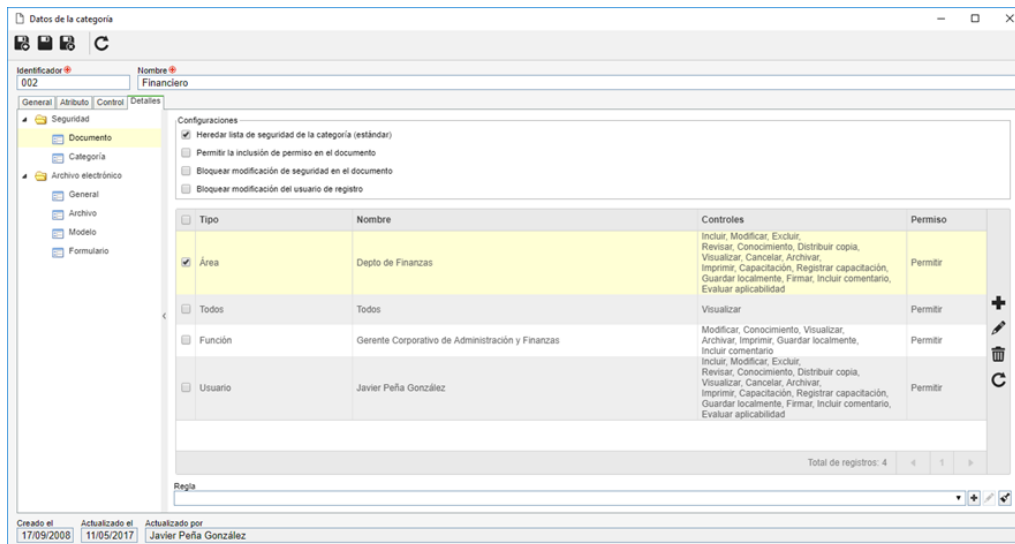 Datos de la categoría
Identificador Nombre
002 Financiero
General Atributo Control Detalles
Seguridad
Documento
Categoría
Archivo electrónico
General
Archivo
Modelo
Formulario
Configuraciones
Heredar lista de seguridad de la categoría (estándar)
Permitir la inclusión de permiso en el documento
Bloquear modificación de seguridad en el documento
Bloquear modificación del usuario de registro
Tipo Nombre Controles Permiso
Área Depto de Finanzas
Incluir, Modificar, Excluir,
Revisar, Conocimiento, Distribuir copia,
Visualizar, Cancelar, Archivar,
Imprimir, Capacitación, Registrar capacitación,
Guardar localmente, Firmar, Incluir comentario,
Evaluar aplicabilidad
Permitir
Todos Todos Visualizar Permitir
Función Gerente Corporativo de Administración y Finanzas
Modificar, Conocimiento, Visualizar,
Archivar, Imprimir, Guardar localmente,
Incluir comentario
Permitir
Usuario Javier Peña González
Incluir, Modificar, Excluir,
Revisar, Conocimiento, Distribuir copia,
Visualizar, Cancelar, Archivar,
Imprimir, Capacitación, Registrar capacitación,
Guardar localmente, Firmar, Incluir comentario,
Evaluar aplicabilidad
Permitir
Total de registros: 4 1
Regla
Creado el Actualizado el Actualizado por
17/09/2008 11/05/2017 Javier Peña González